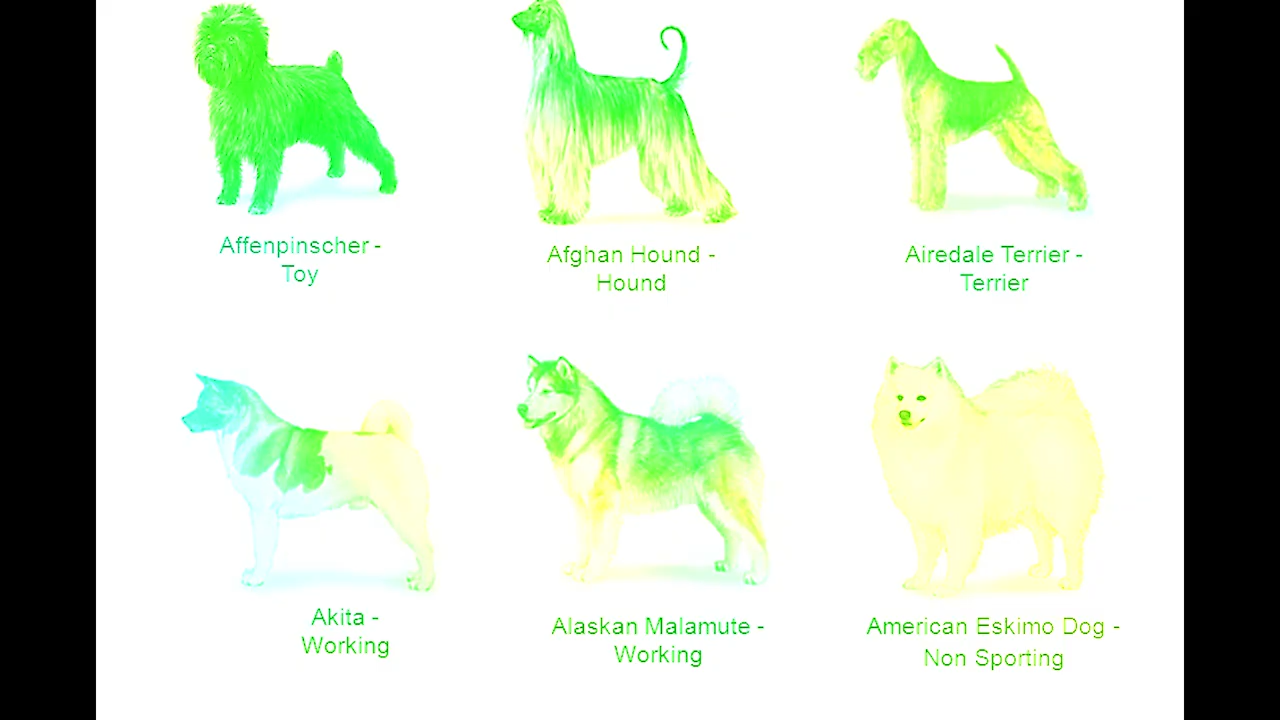 Affenpinscher -
Toy
Afghan Hound -
Hound
Airedale Terrier -
Terrier
Akita -
Working
Alaskan Malamute -
Working
American Eskimo Dog -
Non Sporting